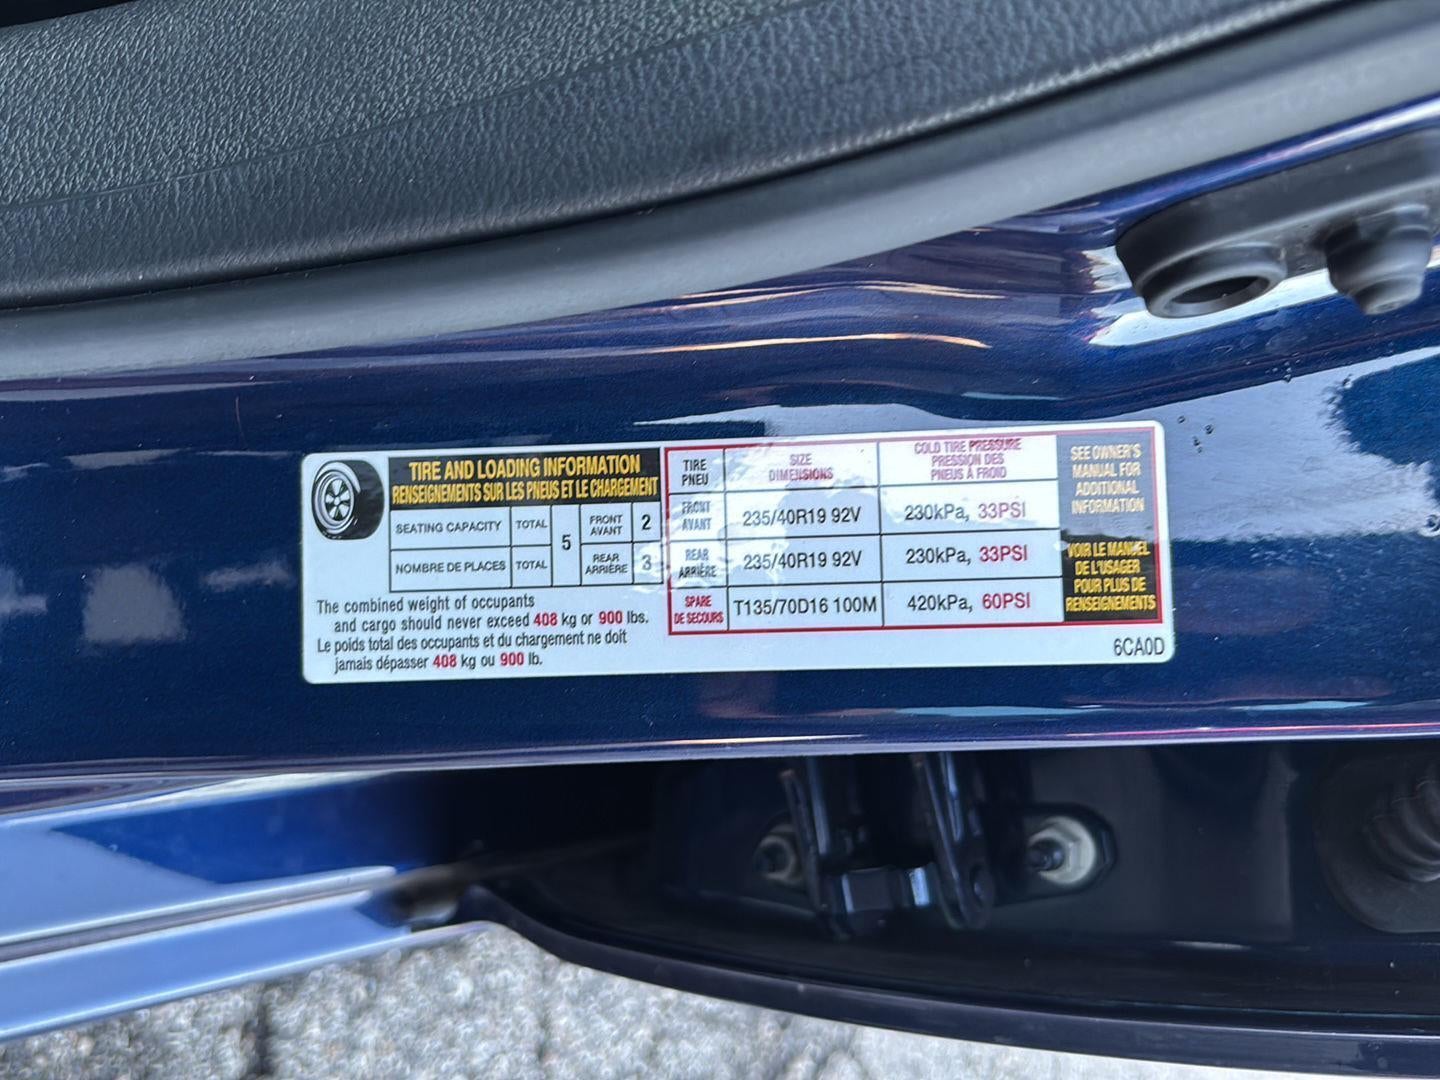 TIRE AND LOADING INFORMATION
RENSEIGNEMENTS SUR LES PNEUS ET LE CHARGEMENT
SEATING CAPACITY TOTAL 5 FRONT AVANT 2
NOMBRE DE PLACES TOTAL REAR ARRIÈRE 3
The combined weight of occupants
and cargo should never exceed 408 kg or 900 lbs.
Le poids total des occupants et du chargement ne doit
jamais dépasser 408 kg ou 900 lb.
TIRE
PNEU
SIZE
DIMENSIONS
COLD TIRE PRESSURE
PRESSION DES
PNEUS À FROID
FRONT
AVANT
235/40R19 92V
230kPa, 33PSI
REAR
ARRIÈRE
235/40R19 92V
230kPa, 33PSI
SPARE
DE SECOURS
T135/70D16 100M
420kPa, 60PSI
SEE OWNER'S
MANUAL FOR
ADDITIONAL
INFORMATION
VOIR LE MANUEL
DE L'USAGER
POUR PLUS DE
RENSEIGNEMENTS
6CA0D